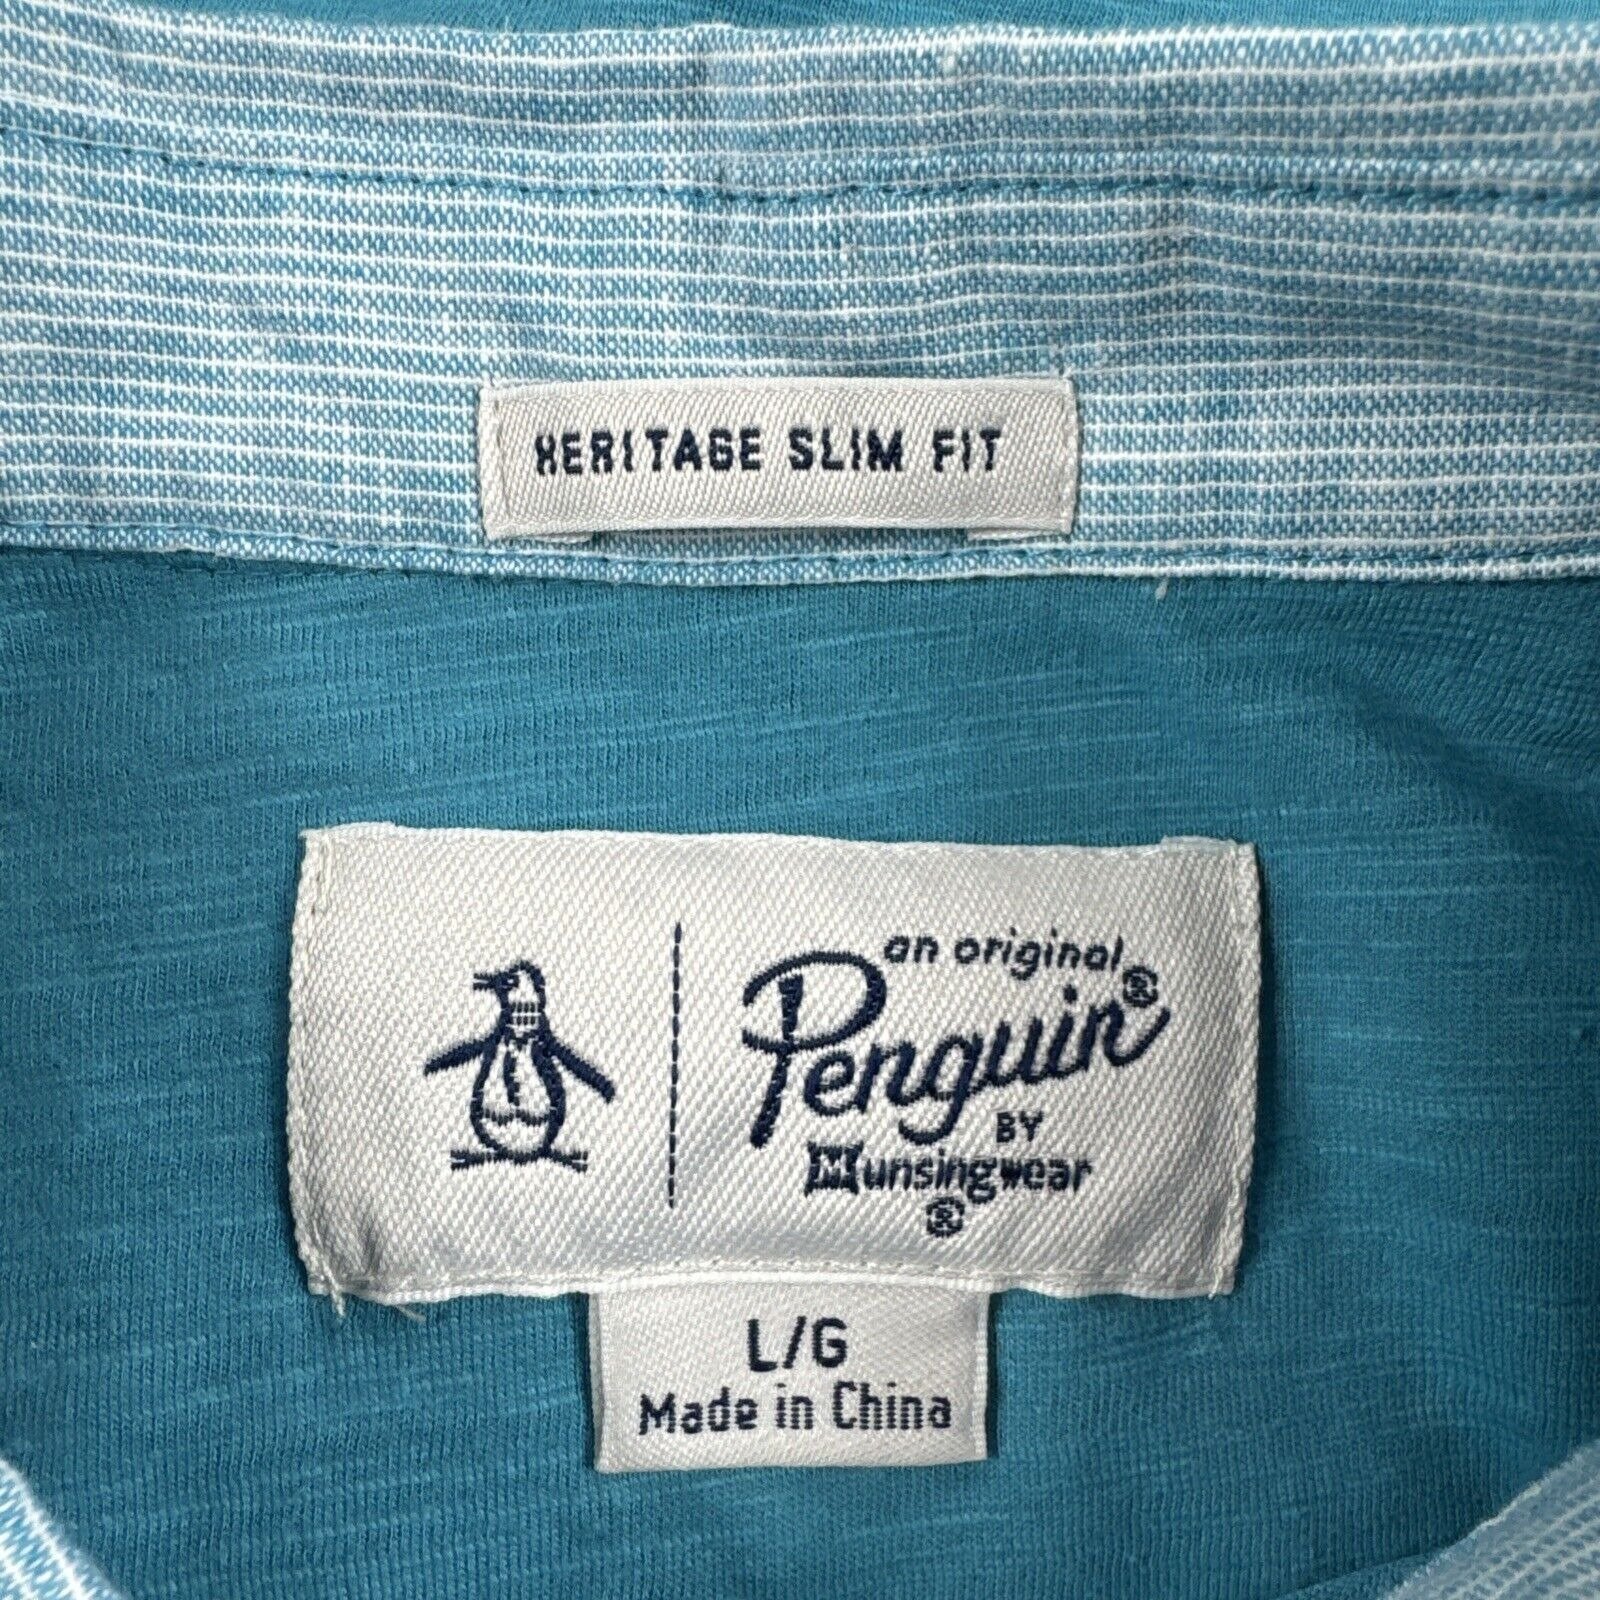 HERITAGE SLIM FIT
an original
Penguin®
BY
Munsingwear
®
L/G
Made in China